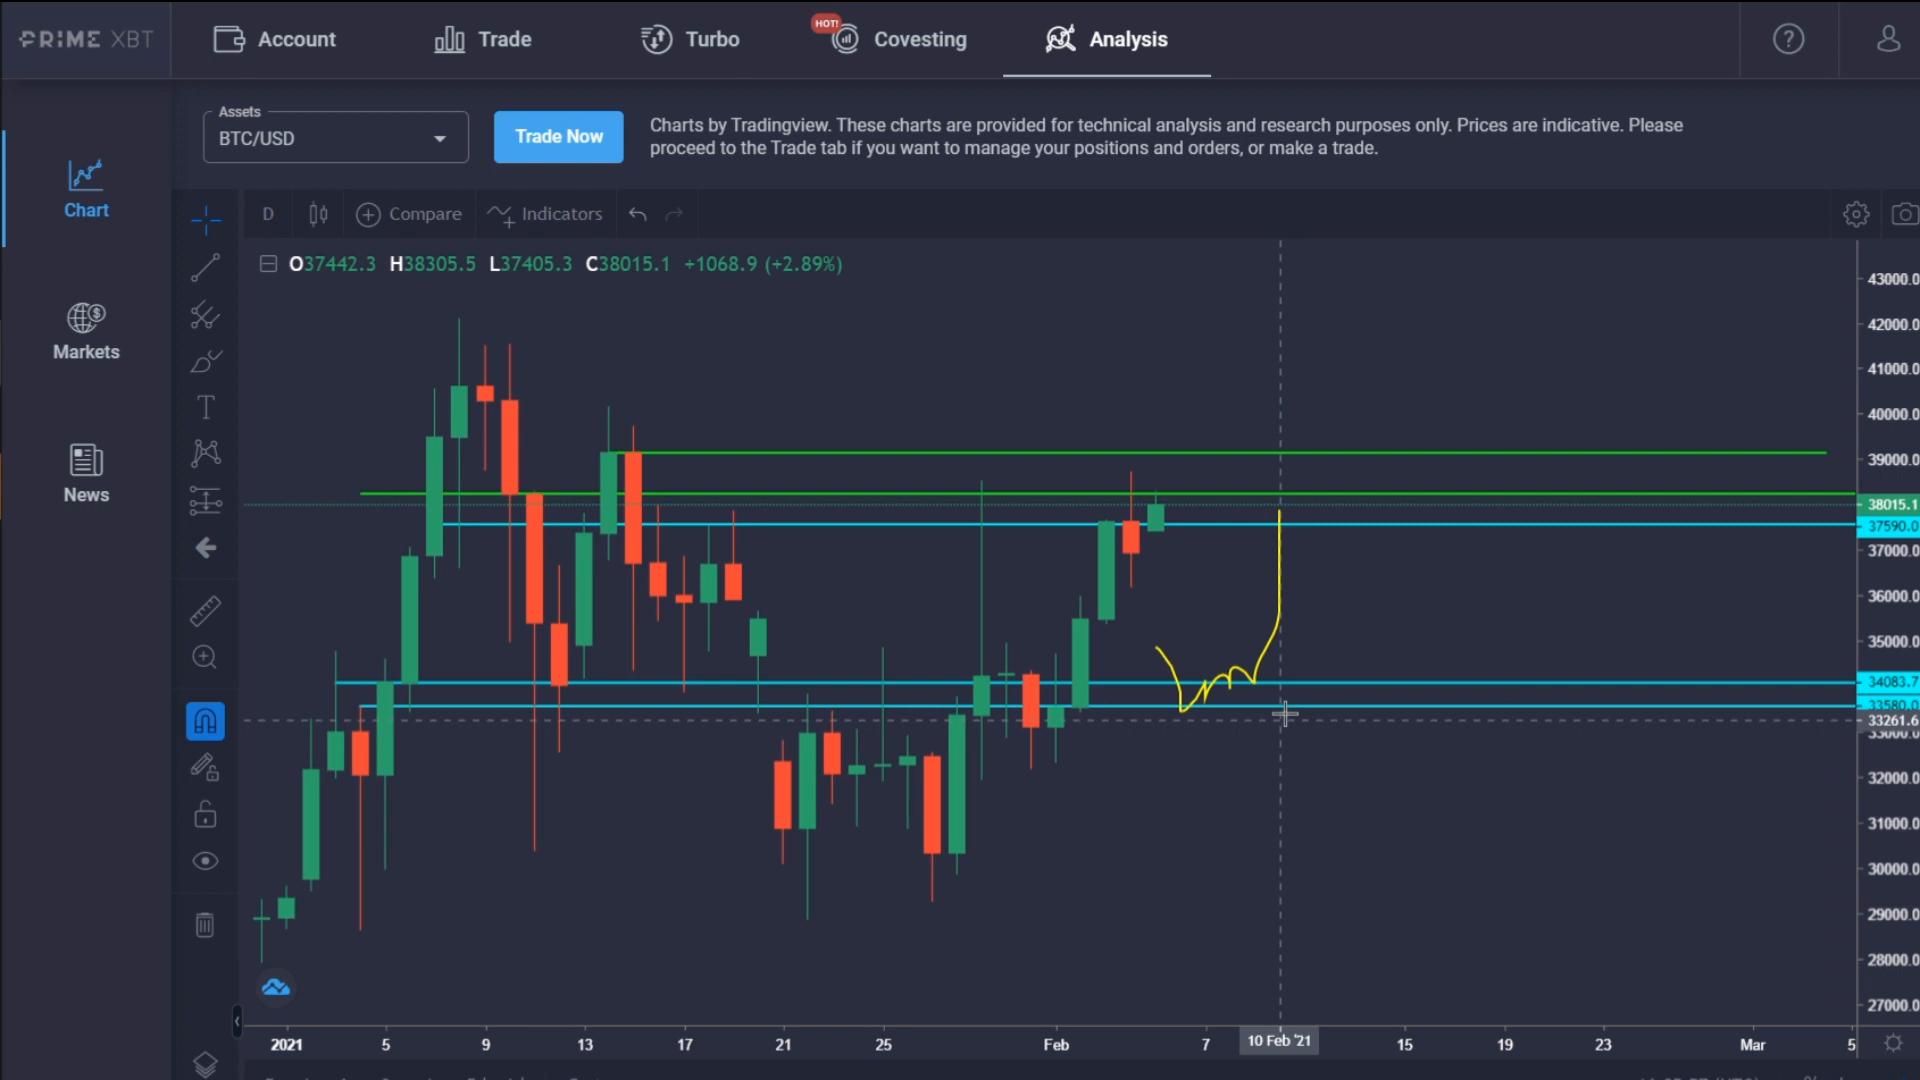 PRIME XBT
Account
Trade
Turbo
HOT!
Covesting
Analysis
?
Assets
BTC/USD
Trade Now
Charts by Tradingview. These charts are provided for technical analysis and research purposes only. Prices are indicative. Please
proceed to the Trade tab if you want to manage your positions and orders, or make a trade.
Chart
Markets
News
D
Compare
Indicators
O37442.3 H38305.5 L37405.3 C38015.1 +1068.9 (+2.89%)
43000.0
42000.0
41000.0
40000.0
39000.0
38015.1
37590.0
37000.0
36000.0
35000.0
34083.7
33580.0
33261.6
33000.0
32000.0
31000.0
30000.0
29000.0
28000.0
27000.0
2021 5 9 13 17 21 25 Feb 7 10 Feb '21 15 19 23 Mar 5